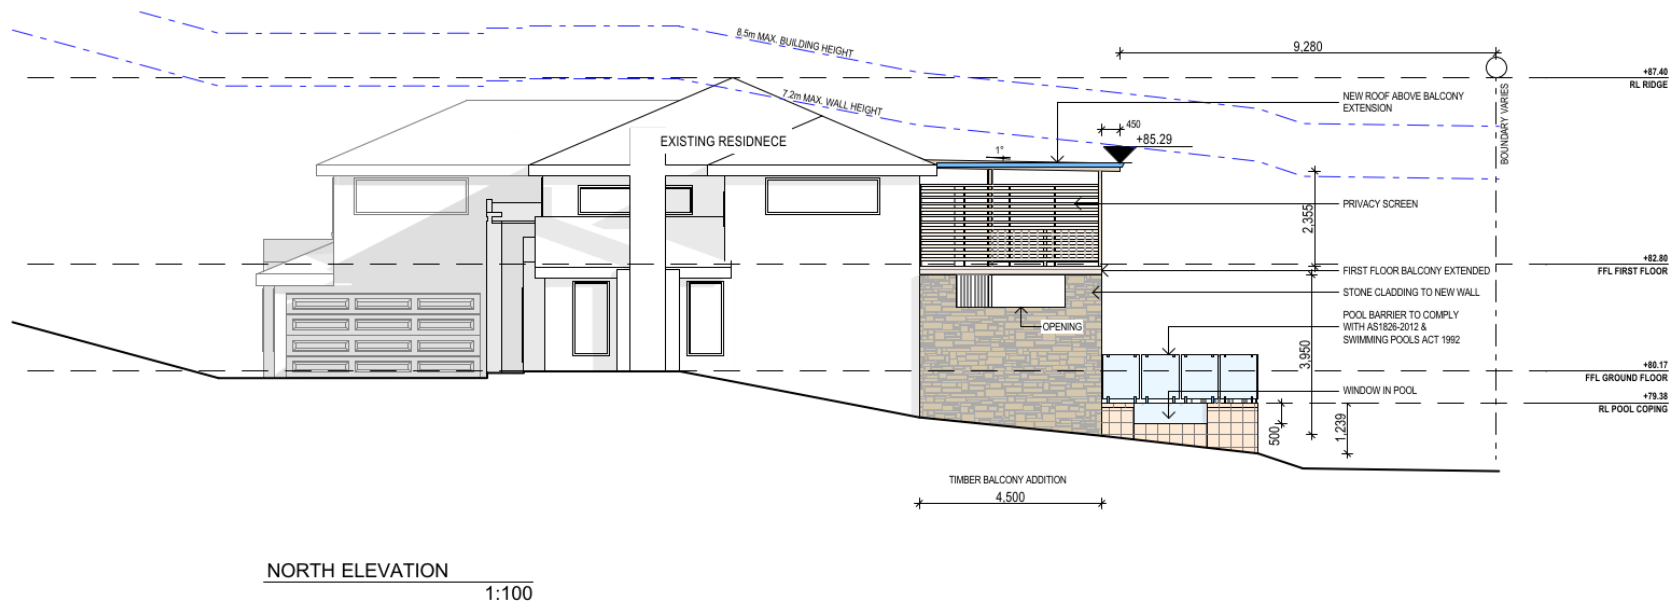 8.5m MAX. BUILDING HEIGHT
9,280
+87.40
RL RIDGE
7.2m MAX. WALL HEIGHT
NEW ROOF ABOVE BALCONY
EXTENSION
BOUNDARY VARIES
450
+85.29
EXISTING RESIDNECE
1°
PRIVACY SCREEN
2,355
+82.80
FFL FIRST FLOOR
FIRST FLOOR BALCONY EXTENDED
STONE CLADDING TO NEW WALL
OPENING
POOL BARRIER TO COMPLY
WITH AS1826-2012 &
SWIMMING POOLS ACT 1992
3,950
+80.17
FFL GROUND FLOOR
WINDOW IN POOL
+79.38
RL POOL COPING
500
1,239
TIMBER BALCONY ADDITION
4,500
NORTH ELEVATION
1:100